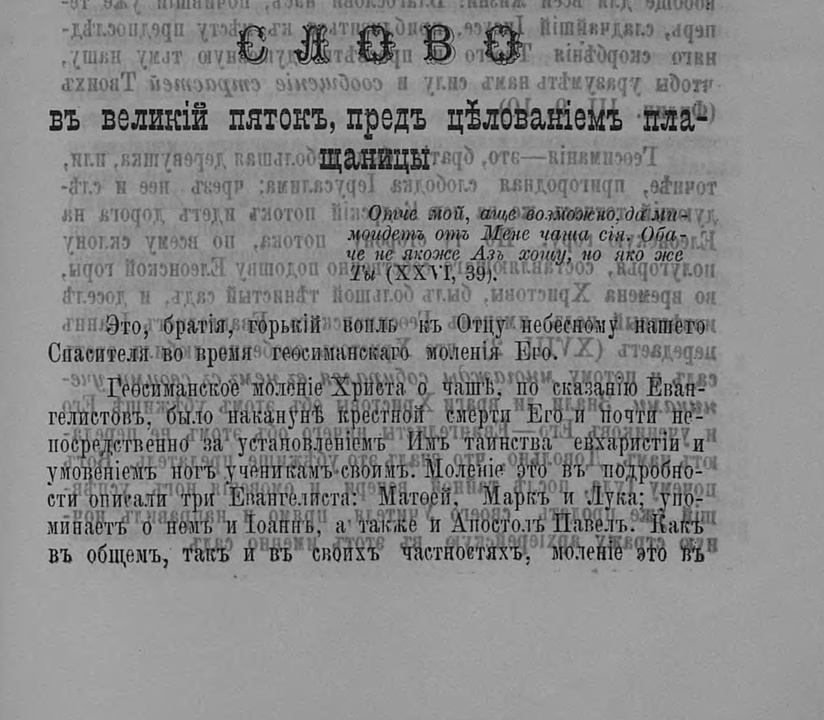 СЛОВО
въ великій пятокъ, предъ цѣлованіемъ пла-
щаницы
Отче мой, аще возможно, да ми-
моидетъ отъ Мене чаша сія. Оба-
че не якоже Азъ хощу, но яко же
Ты (XXVI, 39).
Это, братія, горькій вопль къ Отцу небесному нашего
Спасителя во время геѳсиманскаго моленія Его.
Геѳсиманское моленіе Христа о чашѣ, по сказанію Еван-
гелистовъ, было наканунѣ крестной смерти Его и почти не-
посредственно за установленіемъ Имъ таинства евхаристіи и
умовеніемъ ногъ ученикамъ своимъ. Моленіе это въ подробно-
сти описали три Евангелиста: Матѳей, Маркъ и Лука; упо-
минаетъ о немъ и Іоаннъ, а также и Апостолъ Павелъ. Какъ
въ общемъ, такъ и въ своихъ частностяхъ, моленіе это въ